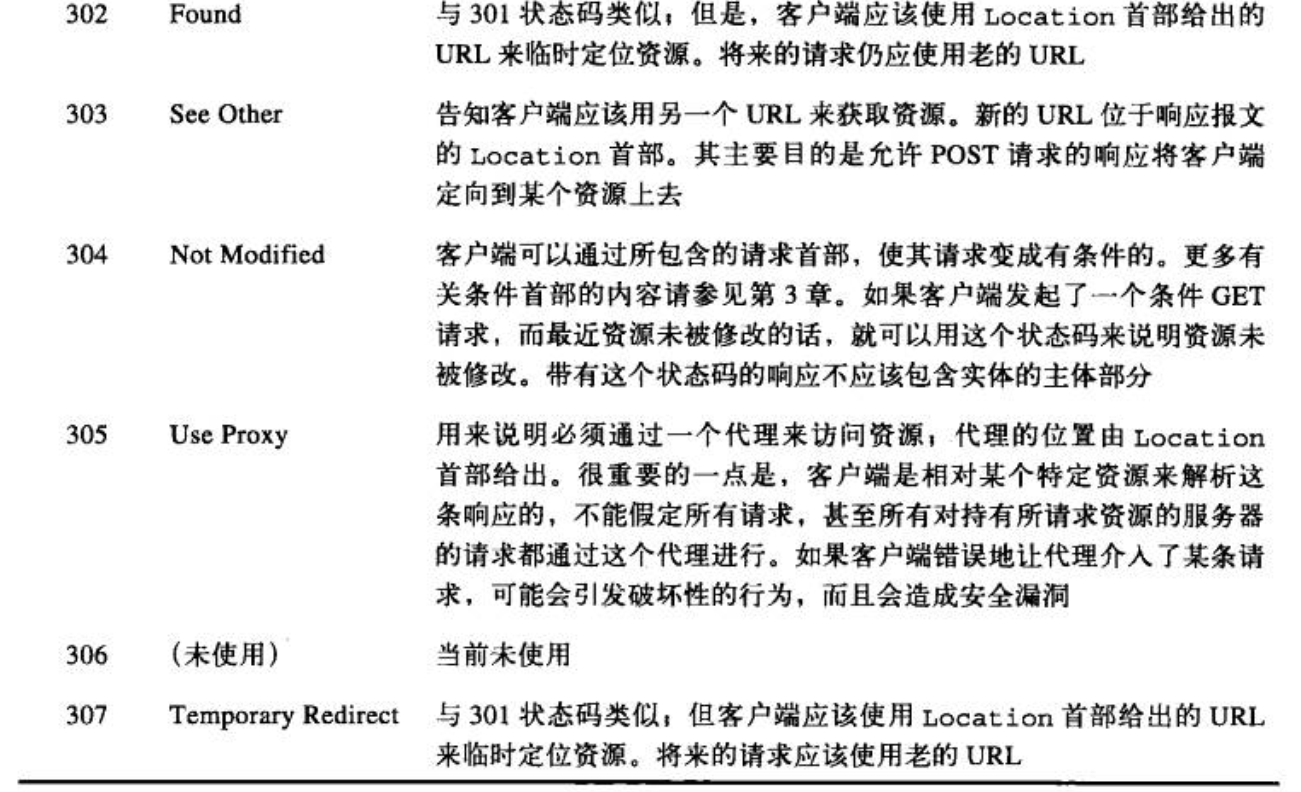 302 Found 与 301 状态码类似；但是，客户端应该使用 Location 首部给出的
URL 来临时定位资源。将来的请求仍应使用老的 URL
303 See Other 告知客户端应该用另一个 URL 来获取资源。新的 URL 位于响应报文
的 Location 首部。其主要目的是允许 POST 请求的响应将客户端
定向到某个资源上去
304 Not Modified 客户端可以通过所包含的请求首部，使其请求变成有条件的。更多有
关条件首部的内容请参见第 3 章。如果客户端发起了一个条件 GET
请求，而最近资源未被修改的话，就可以用这个状态码来说明资源未
被修改。带有这个状态码的响应不应该包含实体的主体部分
305 Use Proxy 用来说明必须通过一个代理来访问资源；代理的位置由 Location
首部给出。很重要的一点是，客户端是相对某个特定资源来解析这
条响应的，不能假定所有请求，甚至所有对持有所请求资源的服务器
的请求都通过这个代理进行。如果客户端错误地让代理介入了某条请
求，可能会引发破坏性的行为，而且会造成安全漏洞
306 （未使用） 当前未使用
307 Temporary Redirect 与 301 状态码类似；但客户端应该使用 Location 首部给出的 URL
来临时定位资源。将来的请求应该使用老的 URL